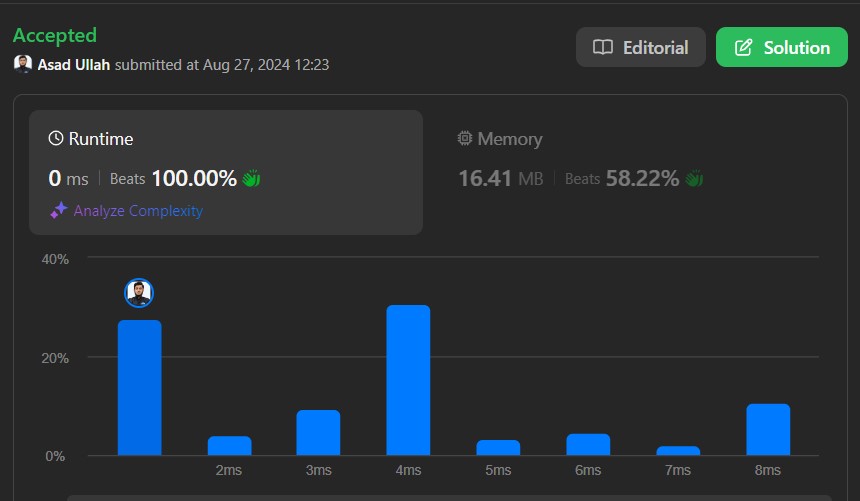 Accepted
Editorial
Solution
Asad Ullah submitted at Aug 27, 2024 12:23
Runtime
Memory
0 ms | Beats 100.00%
16.41 MB | Beats 58.22%
Analyze Complexity
40%
20%
0%
2ms 3ms 4ms 5ms 6ms 7ms 8ms